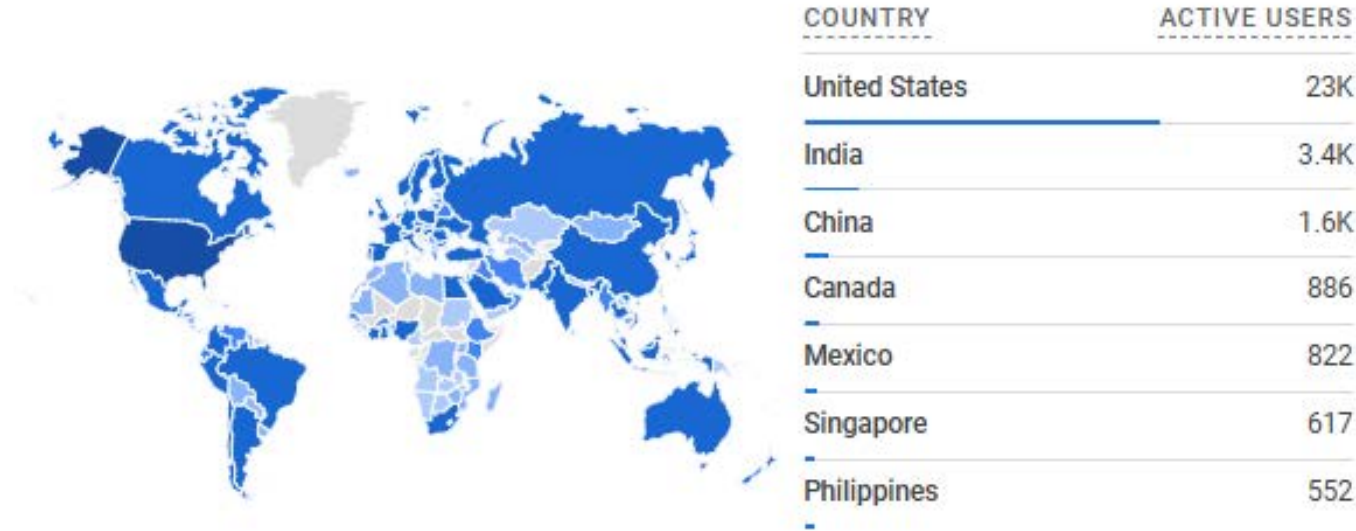 COUNTRY ACTIVE USERS
United States 23K
India 3.4K
China 1.6K
Canada 886
Mexico 822
Singapore 617
Philippines 552